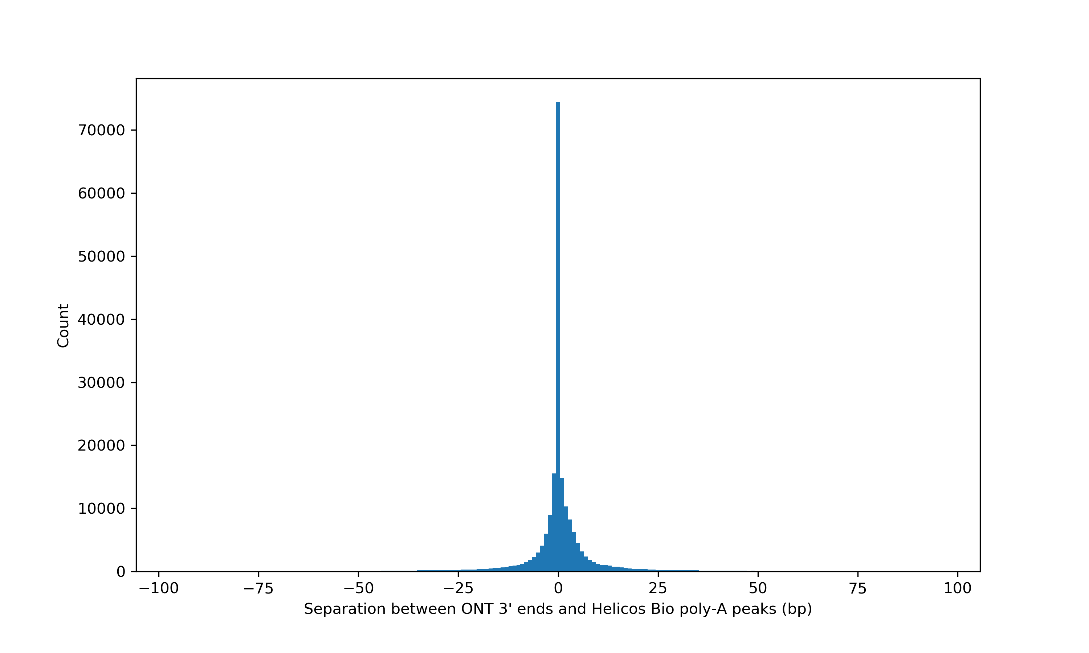 70000
60000
50000
40000
30000
20000
10000
0
Count
−100 −75 −50 −25 0 25 50 75 100
Separation between ONT 3' ends and Helicos Bio poly-A peaks (bp)